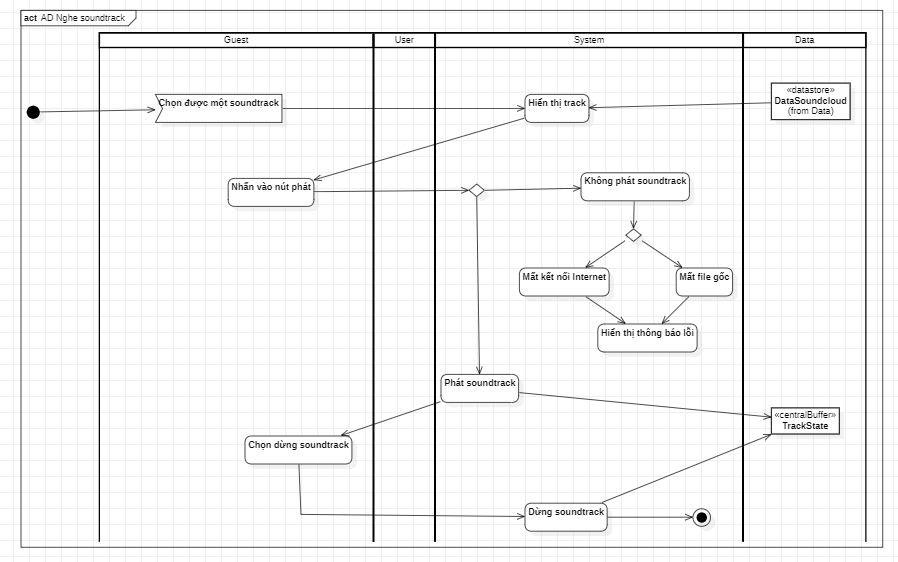 act AD Nghe soundtrack
Guest
User
System
Data
Chọn được một soundtrack
Hiển thị track
«datastore»
DataSoundcloud
(from Data)
Nhấn vào nút phát
Không phát soundtrack
Mất kết nối Internet
Mất file gốc
Hiển thị thông báo lỗi
Phát soundtrack
«centralBuffer»
TrackState
Chọn dừng soundtrack
Dừng soundtrack